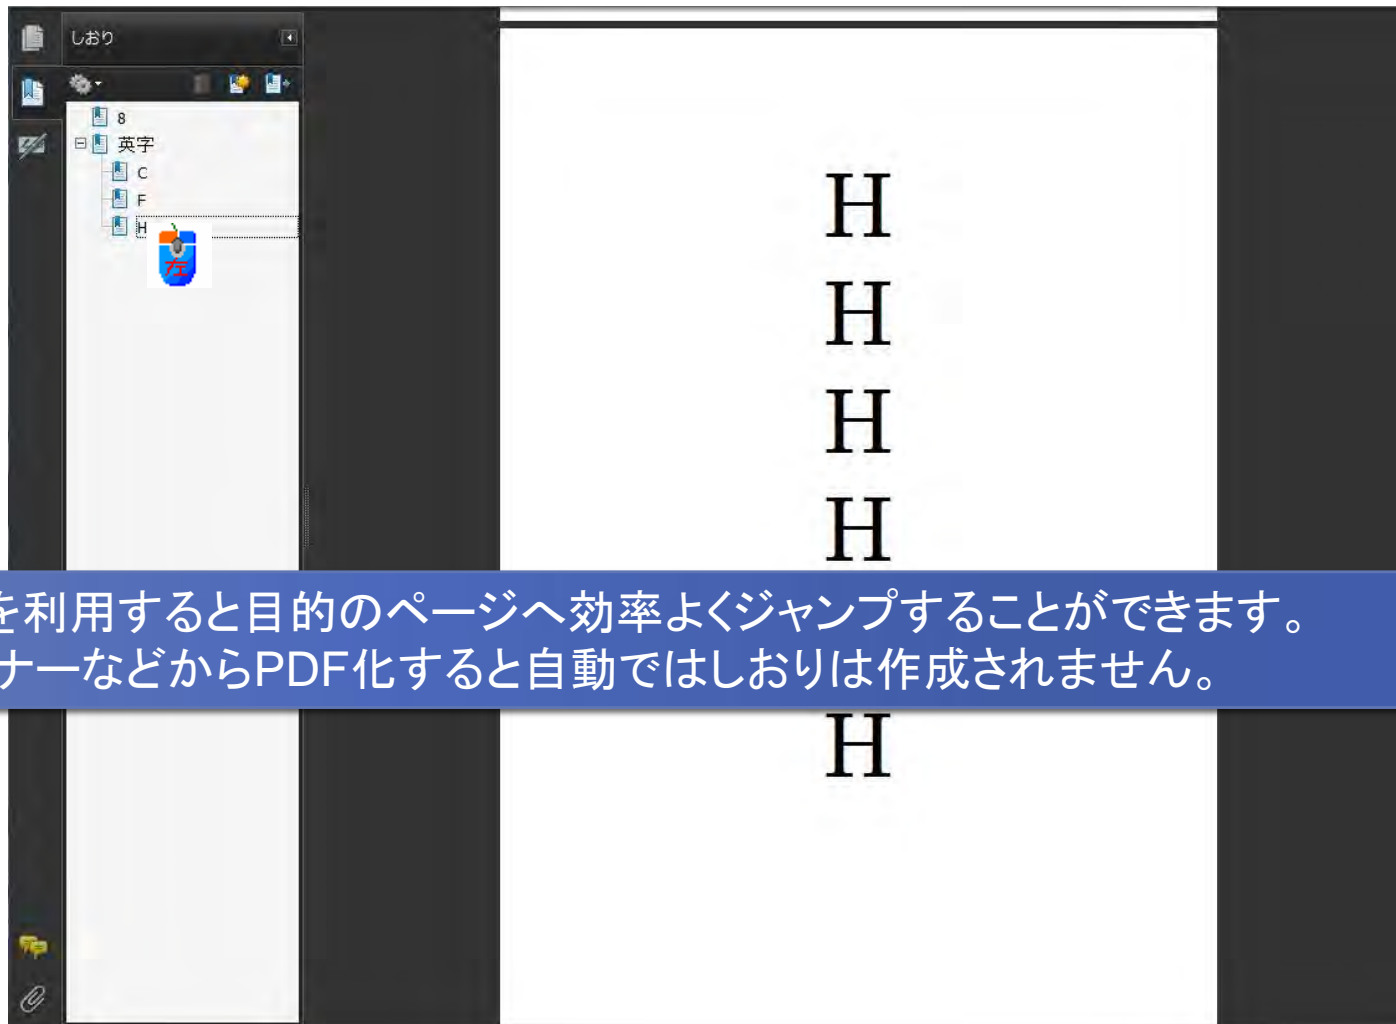 しおり
8
英字
C
F
H
左
H
H
H
H
を利用すると目的のページへ効率よくジャンプすることができます。
ナーなどからPDF化すると自動ではしおりは作成されません。
H